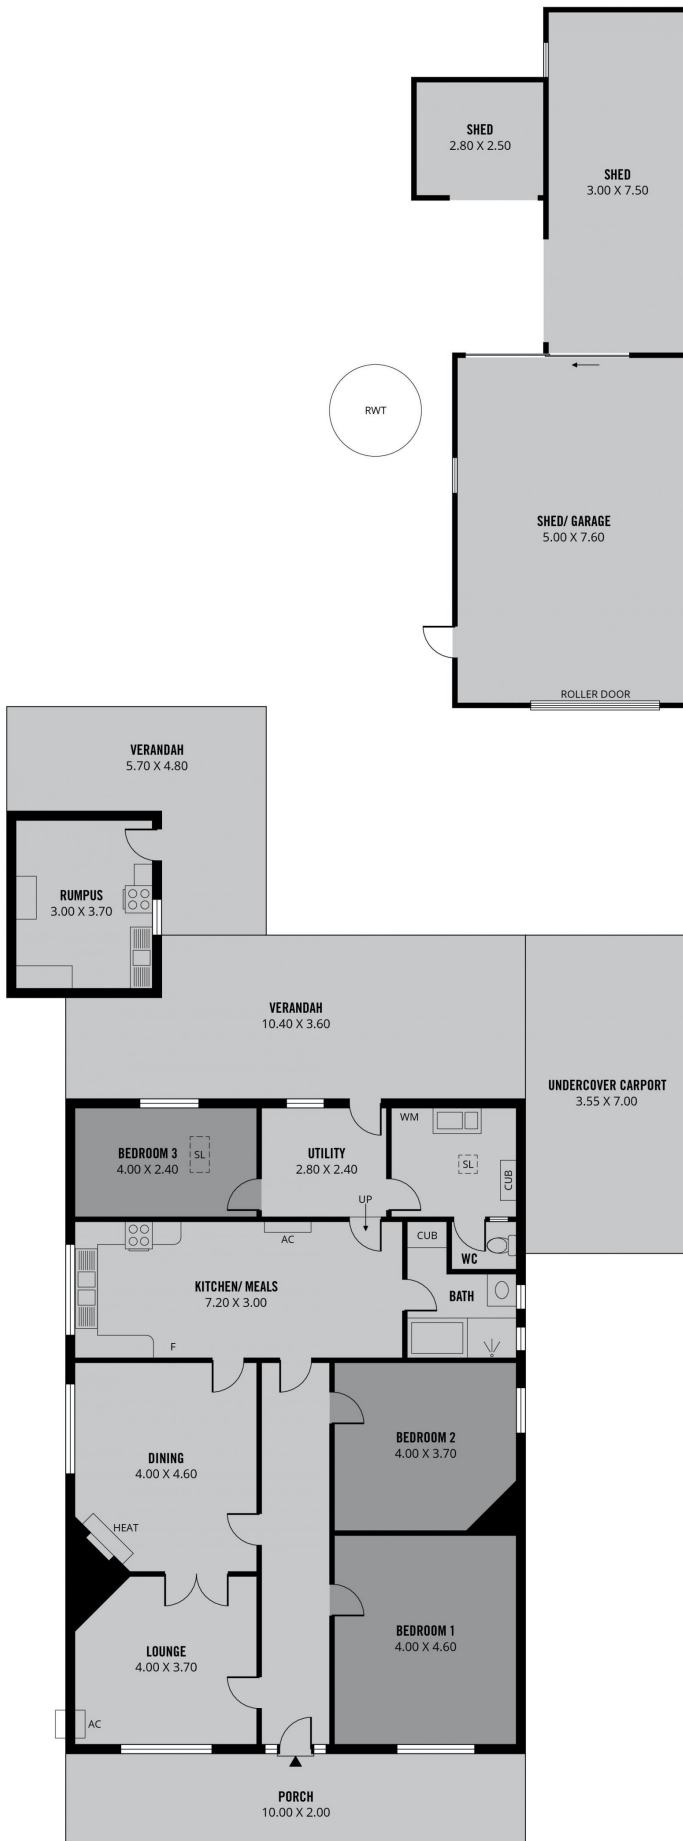 SHED
2.80 X 2.50
SHED
3.00 X 7.50
RWT
SHED/ GARAGE
5.00 X 7.60
ROLLER DOOR
VERANDAH
5.70 X 4.80
RUMPUS
3.00 X 3.70
VERANDAH
10.40 X 3.60
UNDERCOVER CARPORT
3.55 X 7.00
BEDROOM 3
4.00 X 2.40
SL
UTILITY
2.80 X 2.40
WM
SL
CUB
UP
AC
CUB
WC
KITCHEN/ MEALS
7.20 X 3.00
BATH
F
DINING
4.00 X 4.60
BEDROOM 2
4.00 X 3.70
HEAT
LOUNGE
4.00 X 3.70
BEDROOM 1
4.00 X 4.60
AC
PORCH
10.00 X 2.00